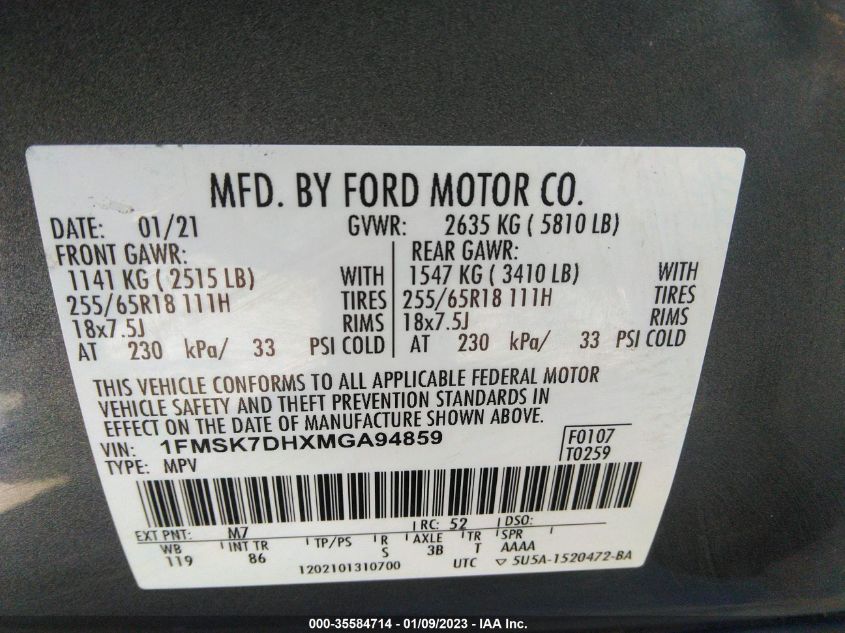 MFD. BY FORD MOTOR CO.
DATE: 01/21 GVWR: 2635 KG ( 5810 LB)
FRONT GAWR: REAR GAWR:
1141 KG ( 2515 LB) WITH 1547 KG ( 3410 LB) WITH
255/65R18 111H TIRES 255/65R18 111H TIRES
18x7.5J RIMS 18x7.5J RIMS
AT 230 kPa/ 33 PSI COLD AT 230 kPa/ 33 PSI COLD
THIS VEHICLE CONFORMS TO ALL APPLICABLE FEDERAL MOTOR
VEHICLE SAFETY AND THEFT PREVENTION STANDARDS IN
EFFECT ON THE DATE OF MANUFACTURE SHOWN ABOVE.
VIN: 1FMSK7DHXMGA94859 F0107
TYPE: MPV T0259
EXT PNT: M7 RC: 52 DSO:
WB INT TR TP/PS R AXLE TR SPR
119 86 S 3B T AAAA
1202101310700 UTC ▽ 5U5A-1520472-BA
000-35584714 - 01/09/2023 - IAA Inc.